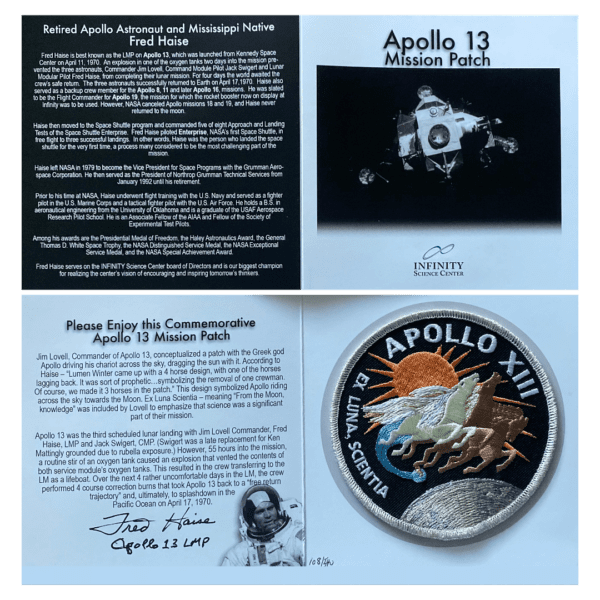 Retired Apollo Astronaut and Mississippi Native
Fred Haise
Fred Haise is best known as the LMP on Apollo 13, which was launched from Kennedy Space
Center on April 11, 1970. An explosion in one of the oxygen tanks two days into the mission pre-
vented the three astronauts, Commander Jim Lovell, Command Module Pilot Jack Swigert and Lunar
Modular Pilot Fred Haise, from completing their lunar mission. For four days the world awaited the
crew's safe return. The three astronauts successfully returned to Earth on April 17, 1970. Haise also
served as a backup crew member for the Apollo 8, 11 and later Apollo 16, missions. He was slated
to be the Flight Commander for Apollo 19, the mission for which the rocket booster now on display at
Infinity was to be used. However, NASA canceled Apollo missions 18 and 19, and Haise never
returned to the moon.
Haise then moved to the Space Shuttle program and commanded five of eight Approach and Landing
Tests of the Space Shuttle Enterprise. Fred Haise piloted Enterprise, NASA's first Space Shuttle, in
free flight to three successful landings. In other words, Haise was the person who landed the space
shuttle for the very first time, a process many considered to be the most challenging part of the
mission.
Haise left NASA in 1979 to become the Vice President for Space Programs with the Grumman Aero-
space Corporation. He then served as the President of Northrop Grumman Technical Services from
January 1992 until his retirement.
Prior to his time at NASA, Haise underwent flight training with the U.S. Navy and served as a fighter
pilot in the U.S. Marine Corps and a tactical fighter pilot with the U.S. Air Force. He holds a B.S. in
aeronautical engineering from the University of Oklahoma and is a graduate of the USAF Aerospace
Research Pilot School. He is an Associate Fellow of the AIAA and Fellow of the Society of
Experimental Test Pilots.
Among his awards are the Presidential Medal of Freedom, the Haley Astronautics Award, the General
Thomas D. White Space Trophy, the NASA Distinguished Service Medal, the NASA Exceptional
Service Medal, and the NASA Special Achievement Award.
Fred Haise serves on the INFINITY Science Center board of Directors and is our biggest champion
for realizing the center's vision of encouraging and inspiring tomorrow's thinkers.
Apollo 13
Mission Patch
INFINITY
SCIENCE CENTER
Please Enjoy this Commemorative
Apollo 13 Mission Patch
Jim Lovell, Commander of Apollo 13, conceptualized a patch with the Greek god
Apollo driving his chariot across the sky, dragging the sun with it. According to
Haise – "Lumen Winter came up with a 4 horse design, with one of the horses
lagging back. It was sort of prophetic...symbolizing the removal of one crewman.
Of course, we made it 3 horses in the patch." This design symbolized Apollo riding
across the sky towards the Moon. Ex Luna Scientia – meaning "From the Moon,
knowledge" was included by Lovell to emphasize that science was a significant
part of their mission.
Apollo 13 was the third scheduled lunar landing with Jim Lovell Commander, Fred
Haise, LMP and Jack Swigert, CMP. (Swigert was a late replacement for Ken
Mattingly grounded due to rubella exposure.) However, 55 hours into the mission,
a routine stir of an oxygen tank caused an explosion that vented the contents of
both service module's oxygen tanks. This resulted in the crew transferring to the
LM as a lifeboat. Over the next 4 rather uncomfortable days in the LM, the crew
performed 4 course correction burns that took Apollo 13 back to a "free return
trajectory" and, ultimately, to splashdown in the
Pacific Ocean on April 17, 1970.
Fred Haise
Apollo 13 LMP
APOLLO XIII
EX LUNA, SCIENTIA